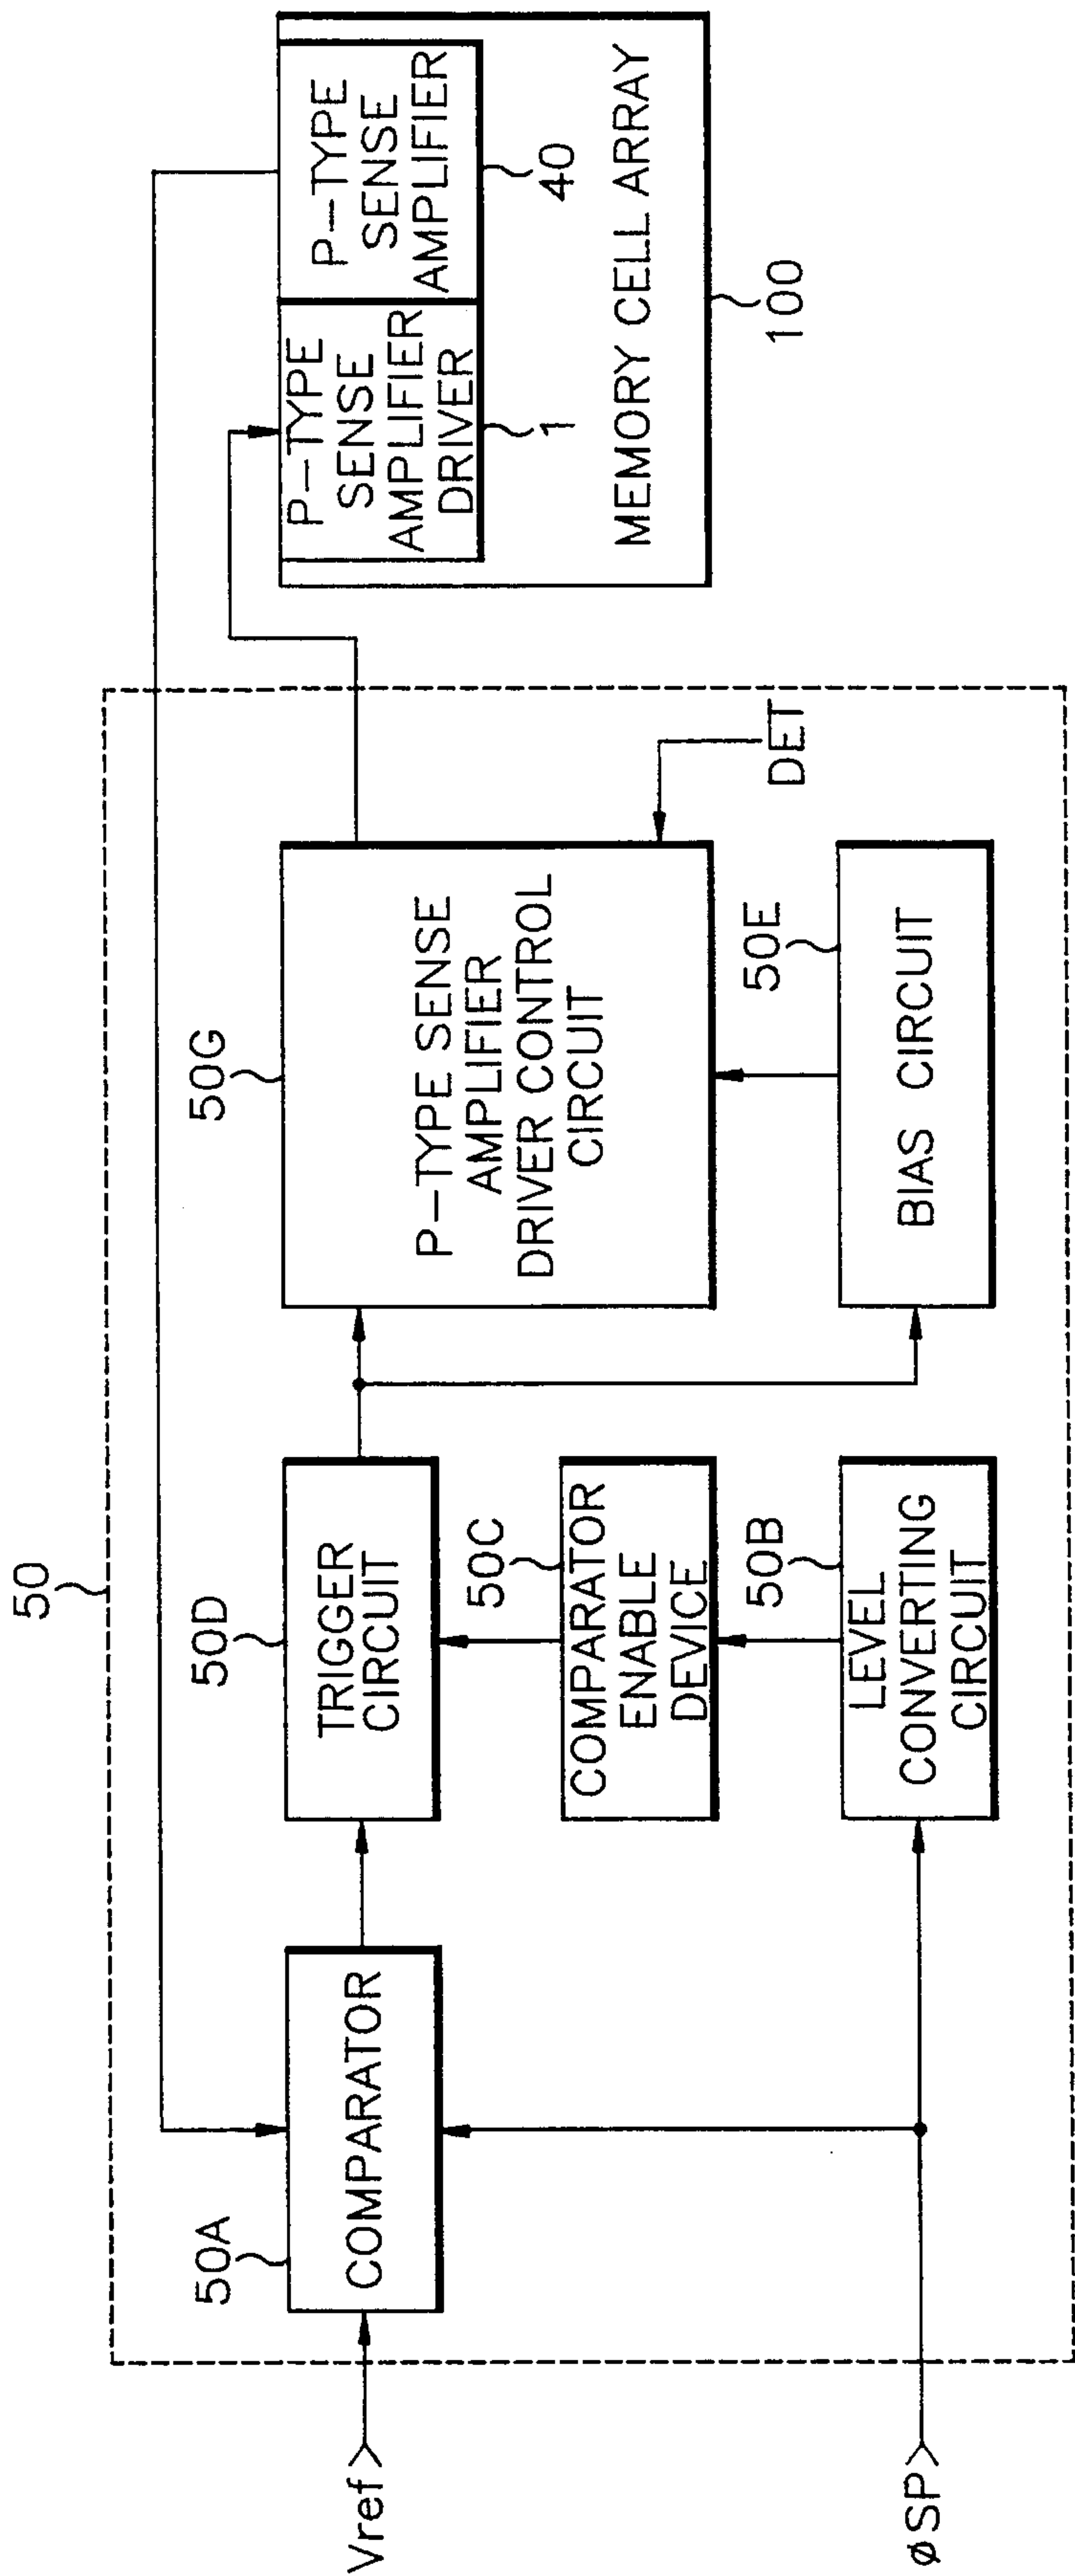 50
Vref
øSP
50A
COMPARATOR
50D
TRIGGER
CIRCUIT
50C
COMPARATOR
ENABLE
DEVICE
50B
LEVEL
CONVERTING
CIRCUIT
50G
P-TYPE SENSE
AMPLIFIER
DRIVER CONTROL
CIRCUIT
50E
BIAS CIRCUIT
D̅E̅T̅
P-TYPE
SENSE
AMPLIFIER
DRIVER
1
P-TYPE
SENSE
AMPLIFIER
40
MEMORY CELL ARRAY
100